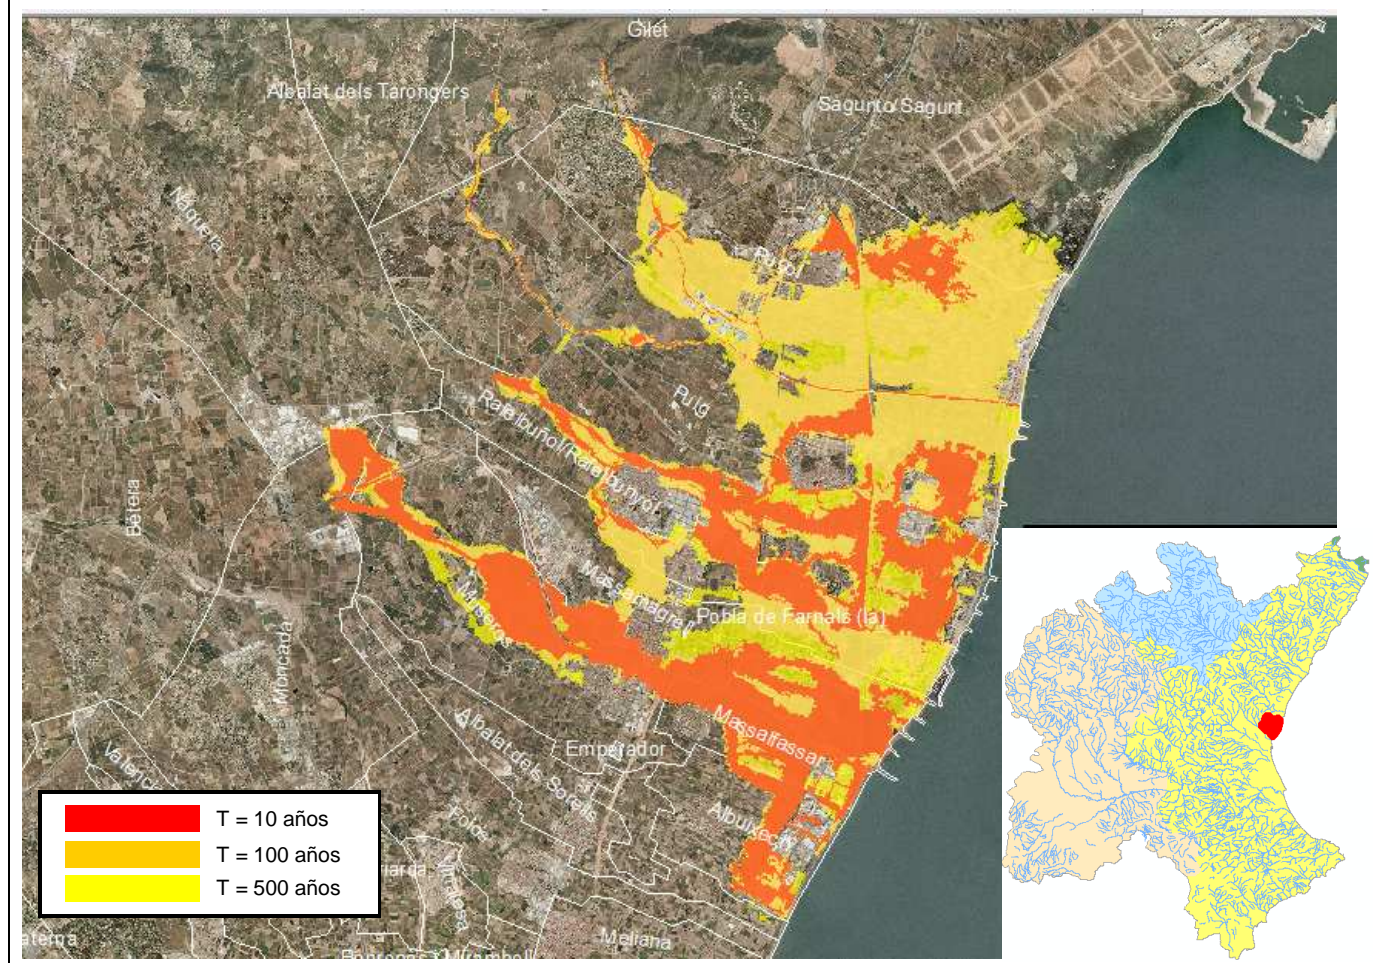 Gilet
Albalat dels Tarongers
Sagunto/Sagunt
Náquera
Puçol
Puig
Rafelbuñol/Rafelbunyol
Bétera
Massamagrell
Museros
Pobla de Farnals (la)
Moncada
Massalfassar
Albalat dels Sorells
Emperador
Valencia
Albuixech
Foios
Vinalesa
Meliana
T = 10 años
T = 100 años
T = 500 años